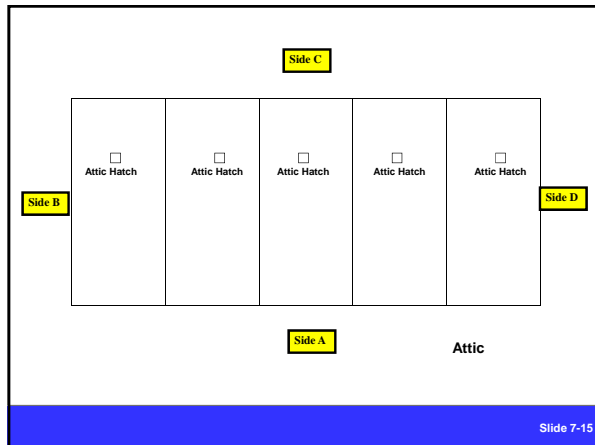 Side C
Attic Hatch Attic Hatch Attic Hatch Attic Hatch Attic Hatch
Side B
Side D
Side A
Attic
Slide 7-15